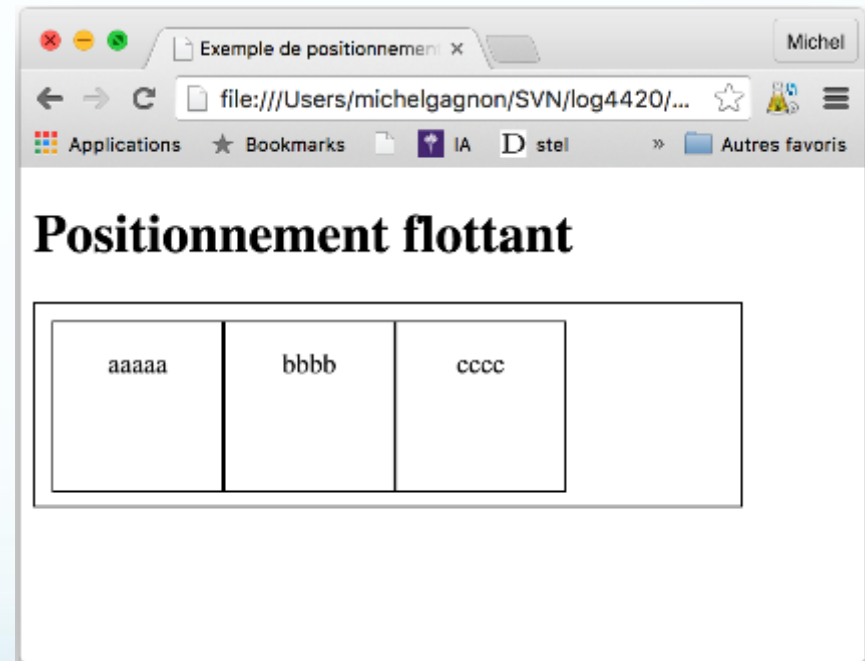 Exemple de positionnemen
Michel
file:///Users/michelgagnon/SVN/log4420/...
Applications Bookmarks IA D stel » Autres favoris
Positionnement flottant
aaaaa bbbb cccc